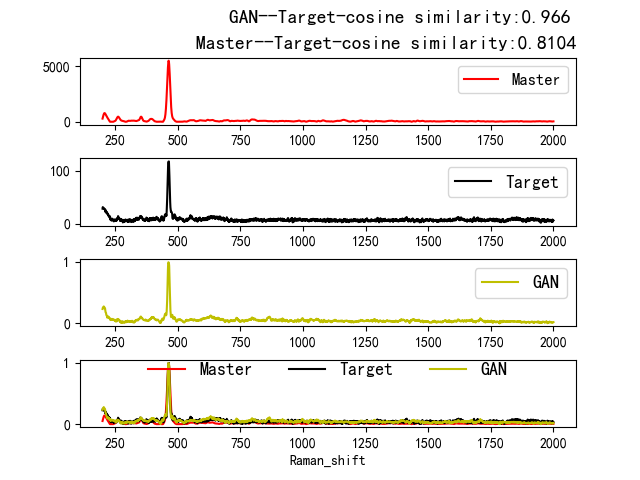 GAN--Target-cosine similarity:0.966
Master--Target-cosine similarity:0.8104
5000
0
Master
250 500 750 1000 1250 1500 1750 2000
100
0
Target
250 500 750 1000 1250 1500 1750 2000
1
0
GAN
250 500 750 1000 1250 1500 1750 2000
1
0
Master Target GAN
250 500 750 1000 1250 1500 1750 2000
Raman_shift